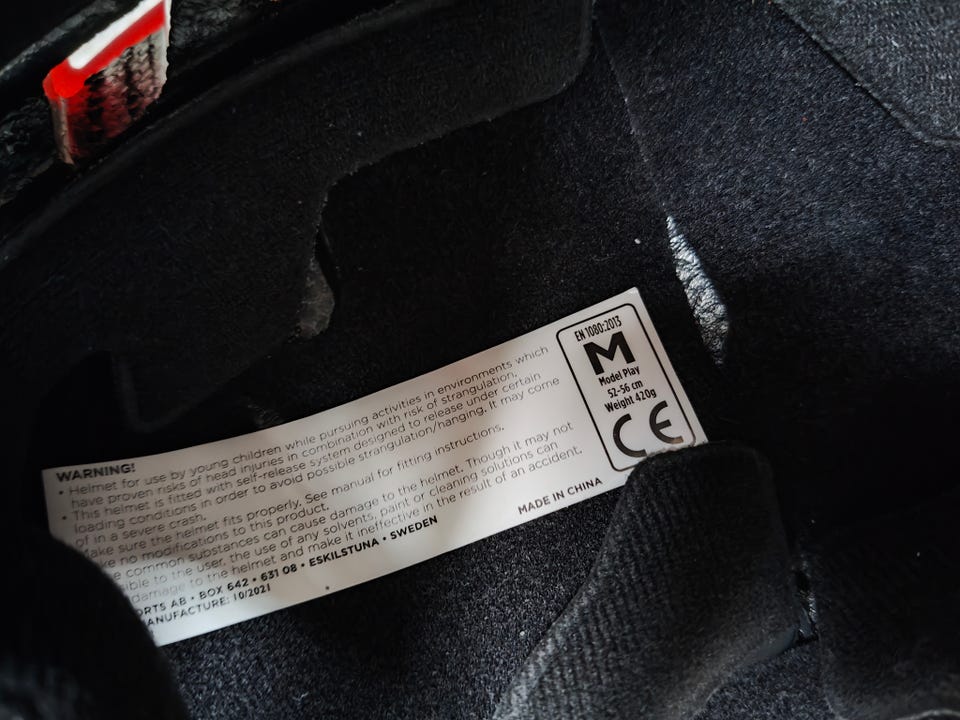 WARNING!
• Helmet for use by young children while pursuing activities in environments which
have proven risks of head injuries in combination with risk of strangulation.
• This helmet is fitted with self-release system designed to release under certain
loading conditions in order to avoid possible strangulation/hanging. It may come
of in a severe crash.
Make sure the helmet fits properly. See manual for fitting instructions.
ke no modifications to this product.
e common substances can cause damage to the helmet. Though it may not
sible to the user, the use of any solvents, paint or cleaning solutions can
damage to the helmet and make it ineffective in the result of an accident.
ORTS AB • BOX 642 • 631 08 • ESKILSTUNA • SWEDEN
MANUFACTURE: 10/2021
MADE IN CHINA
EN 1080:2013
M
Model Play
52-56 cm
Weight 420g
CE